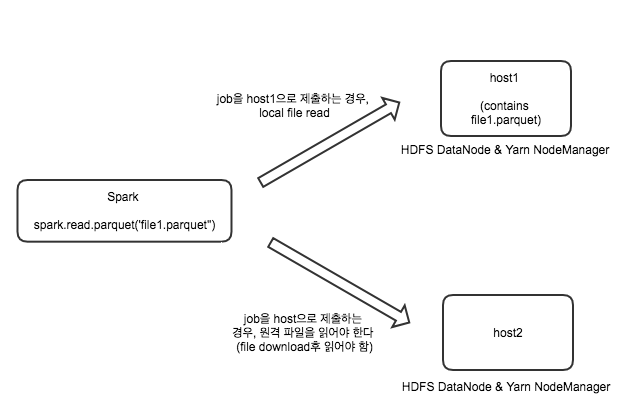 job을 host1으로 제출하는 경우,
local file read
host1
(contains
file1.parquet)
HDFS DataNode & Yarn NodeManager
Spark
spark.read.parquet('file1.parquet")
job을 host으로 제출하는
경우, 원격 파일을 읽어야 한다
(file download후 읽어야 함)
host2
HDFS DataNode & Yarn NodeManager